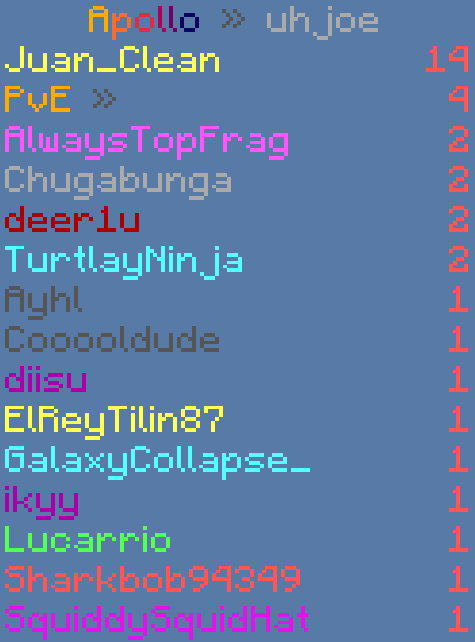 Apollo » uhjoe
Juan_Clean 14
PvE » 4
AlwaysTopFrag 2
Chugabunga 2
deer1u 2
TurtlayNinja 2
Ayhl 1
Cooooldude 1
diisu 1
ElReyTilin87 1
GalaxyCollapse_ 1
ikyy 1
Lucarrio 1
Sharkbob94349 1
SquiddySquidHat 1